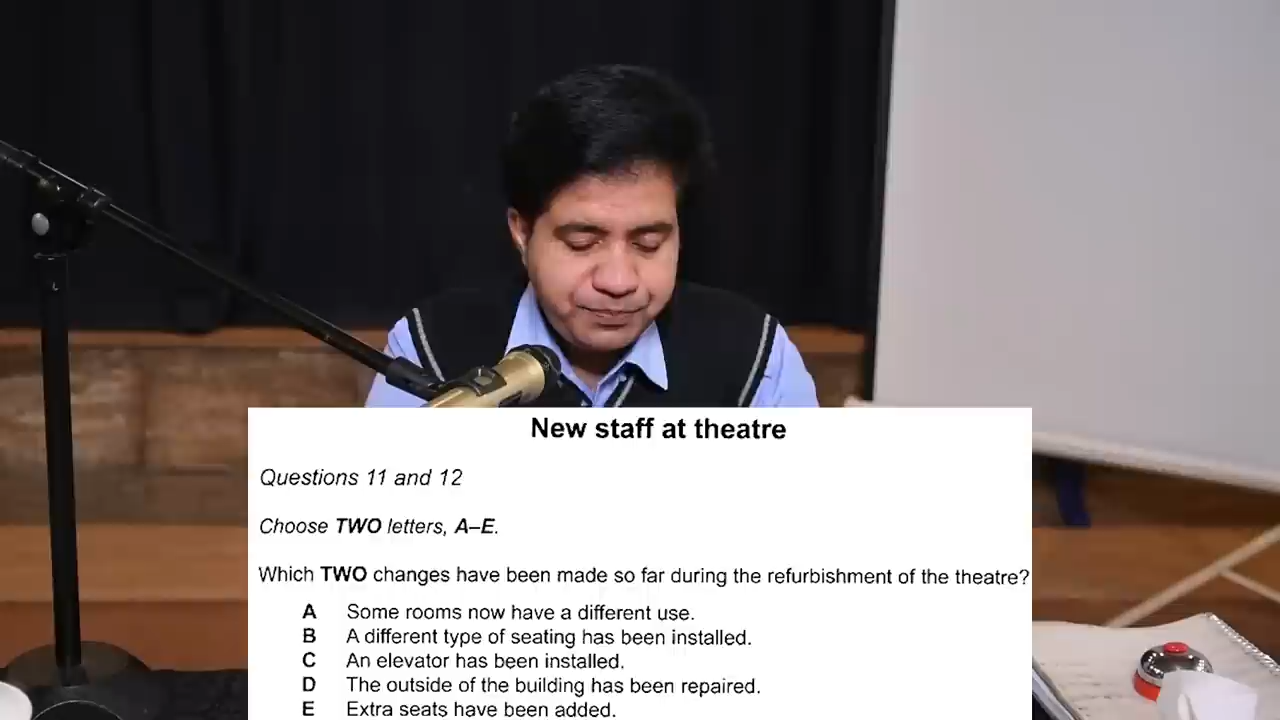 New staff at theatre
Questions 11 and 12
Choose TWO letters, A–E.
Which TWO changes have been made so far during the refurbishment of the theatre?
A Some rooms now have a different use.
B A different type of seating has been installed.
C An elevator has been installed.
D The outside of the building has been repaired.
E Extra seats have been added.